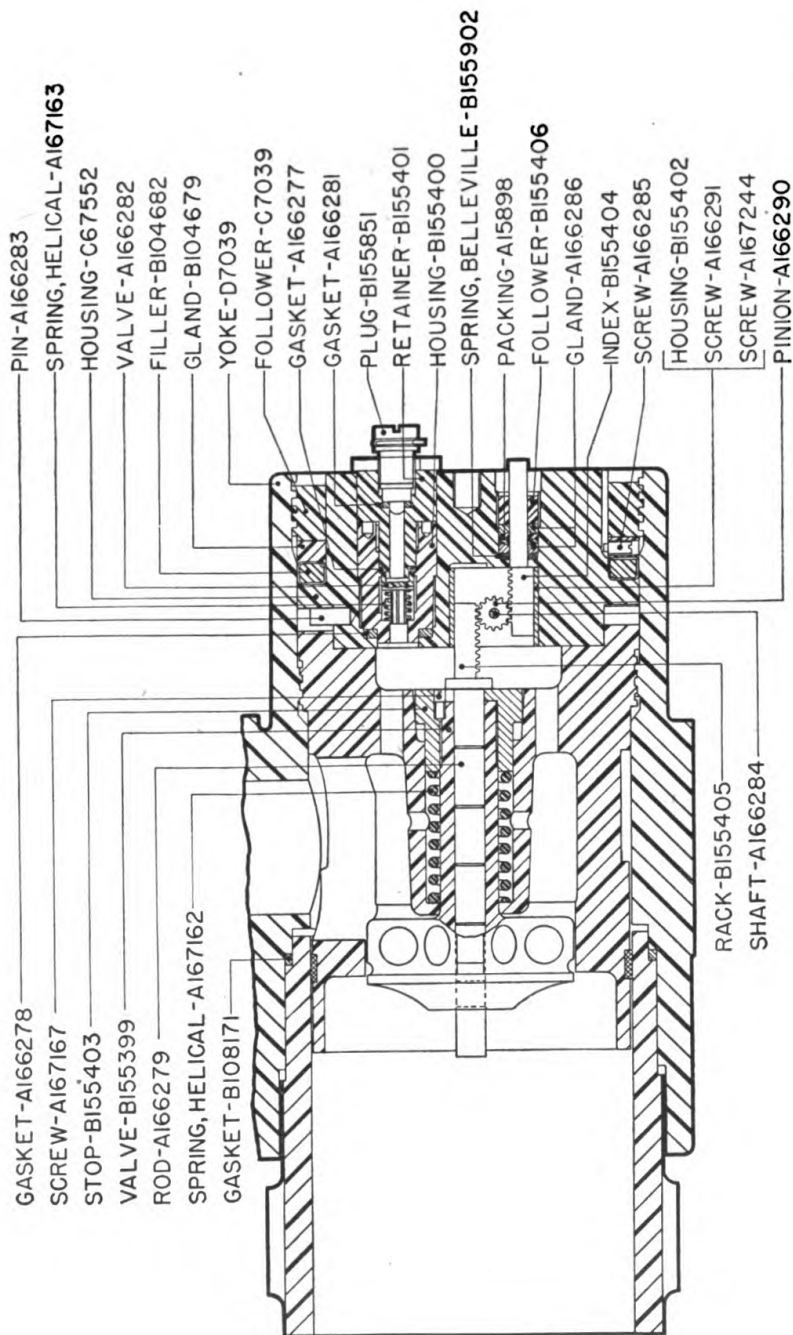 PIN-A166283
SPRING, HELICAL-A167163
HOUSING-C67552
VALVE-A166282
FILLER-B104682
GLAND-B104679
YOKE-D7039
FOLLOWER-C7039
GASKET-A166277
GASKET-A166281
PLUG-B155851
RETAINER-B155401
HOUSING-B155400
SPRING, BELLEVILLE-B155902
PACKING-A15898
FOLLOWER-B155406
GLAND-A166286
INDEX-B155404
SCREW-A166285
HOUSING-B155402
SCREW-A166291
SCREW-A167244
PINION-A166290
GASKET-A166278
SCREW-A167167
STOP-B155403
VALVE-B155399
ROD-A166279
SPRING, HELICAL-A167162
GASKET-B108171
RACK-B155405
SHAFT-A166284